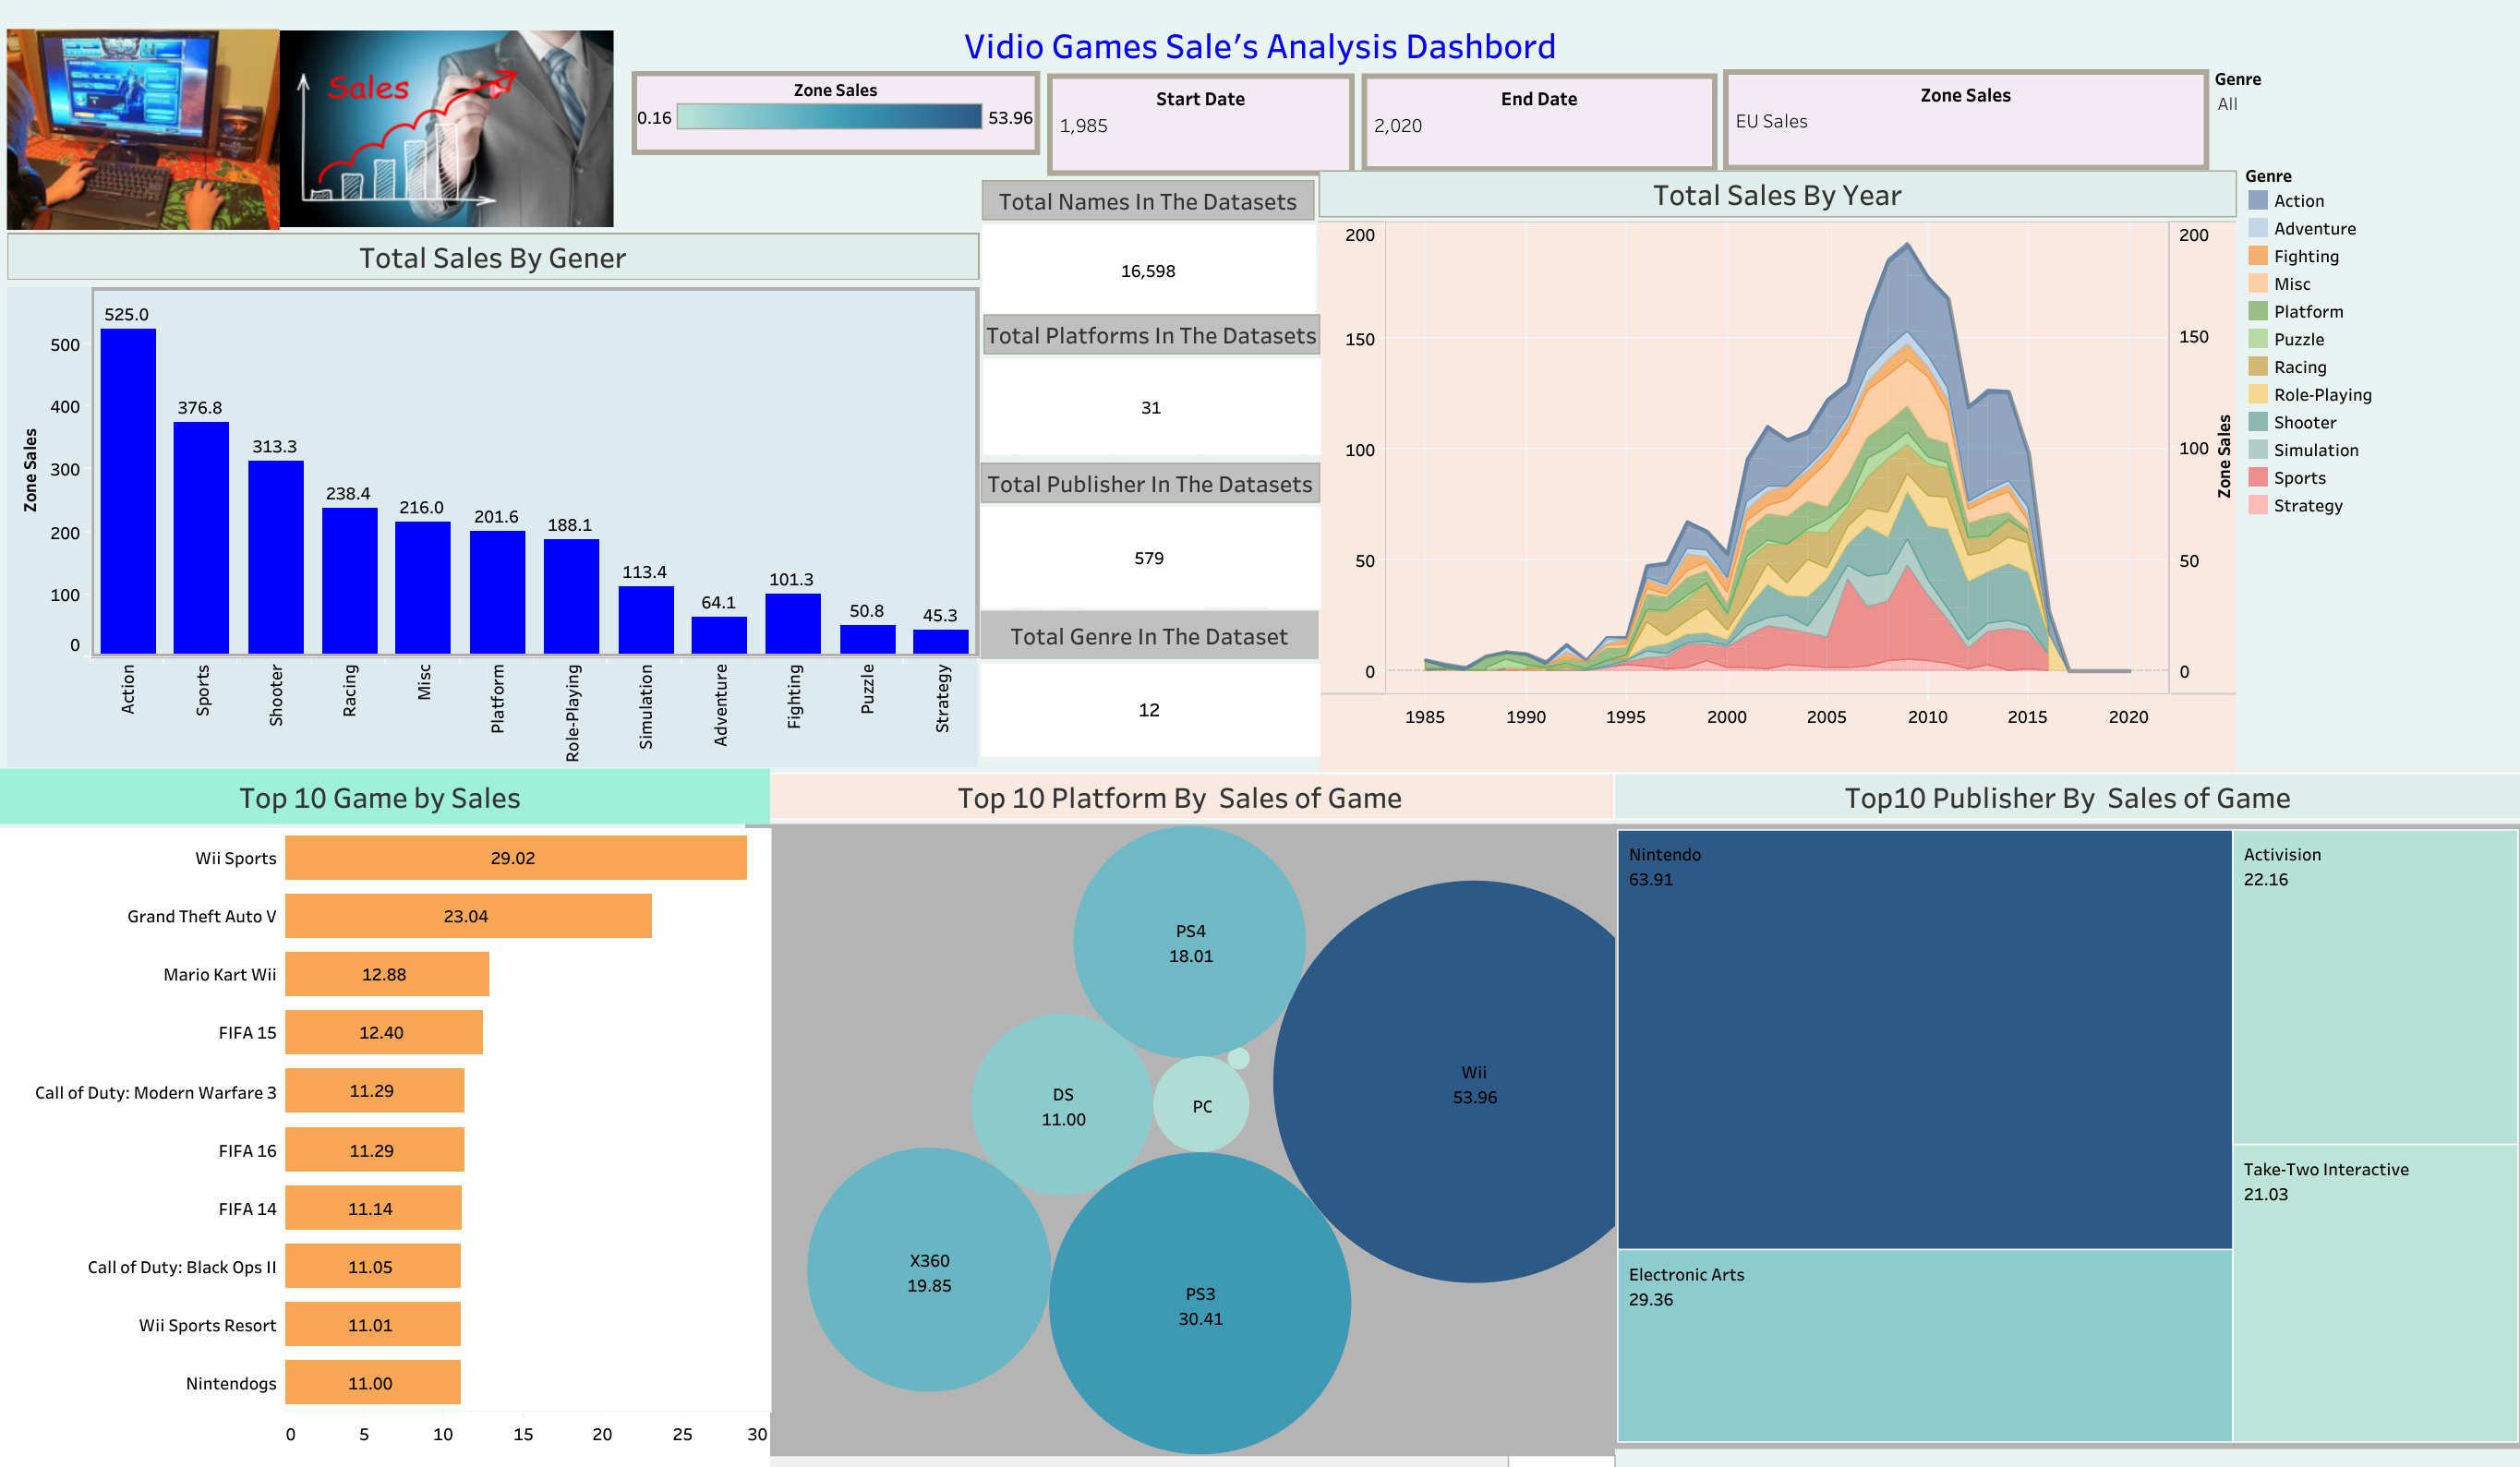 Vidio Games Sale's Analysis Dashbord
Sales
Zone Sales
0.16
53.96
Start Date
1,985
End Date
2,020
Zone Sales
EU Sales
Genre
All
Total Sales By Gener
Zone Sales
500
400
300
200
100
0
525.0
376.8
313.3
238.4
216.0
201.6
188.1
113.4
64.1
101.3
50.8
45.3
Action
Sports
Shooter
Racing
Misc
Platform
Role-Playing
Simulation
Adventure
Fighting
Puzzle
Strategy
Total Names In The Datasets
16,598
Total Platforms In The Datasets
31
Total Publisher In The Datasets
579
Total Genre In The Dataset
12
Total Sales By Year
200
150
100
50
0
200
150
100
50
0
Zone Sales
1985
1990
1995
2000
2005
2010
2015
2020
Genre
Action
Adventure
Fighting
Misc
Platform
Puzzle
Racing
Role-Playing
Shooter
Simulation
Sports
Strategy
Top 10 Game by Sales
Wii Sports
29.02
Grand Theft Auto V
23.04
Mario Kart Wii
12.88
FIFA 15
12.40
Call of Duty: Modern Warfare 3
11.29
FIFA 16
11.29
FIFA 14
11.14
Call of Duty: Black Ops II
11.05
Wii Sports Resort
11.01
Nintendogs
11.00
0
5
10
15
20
25
30
Top 10 Platform By Sales of Game
PS4
18.01
Wii
53.96
DS
11.00
PC
X360
19.85
PS3
30.41
Top10 Publisher By Sales of Game
Nintendo
63.91
Activision
22.16
Take-Two Interactive
21.03
Electronic Arts
29.36